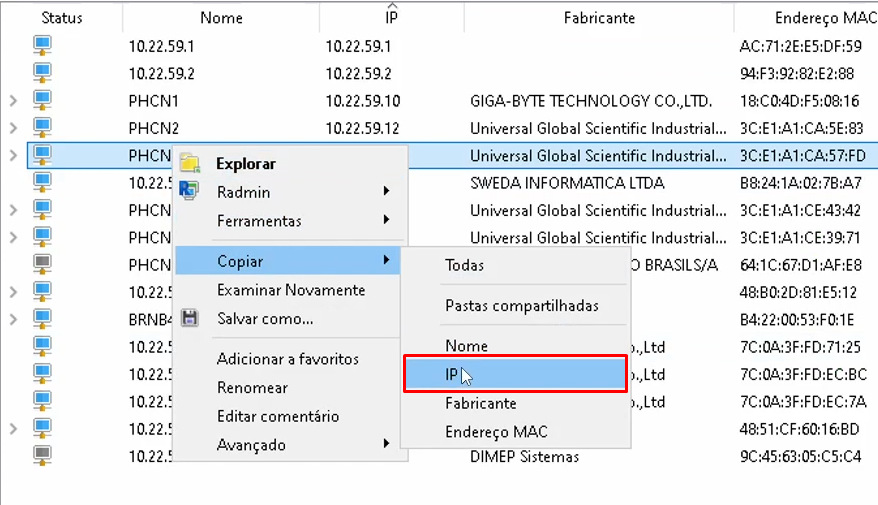 Status Nome IP Fabricante Endereço MAC
10.22.59.1 10.22.59.1 AC:71:2E:E5:DF:59
10.22.59.2 10.22.59.2 94:F3:92:82:E2:88
PHCN1 10.22.59.10 GIGA-BYTE TECHNOLOGY CO.,LTD. 18:C0:4D:F5:08:16
PHCN2 10.22.59.12 Universal Global Scientific Industrial... 3C:E1:A1:CA:5E:83
PHCN Universal Global Scientific Industrial... 3C:E1:A1:CA:57:FD
Explorar
10.22.5 SWEDA INFORMATICA LTDA B8:24:1A:02:7B:A7
Radmin
PHCN Universal Global Scientific Industrial... 3C:E1:A1:CE:43:42
Ferramentas
PHCN Universal Global Scientific Industrial... 3C:E1:A1:CE:39:71
Copiar Todas
PHCN O BRASILS/A 64:1C:67:D1:AF:E8
Examinar Novamente
10.22.5 48:B0:2D:81:E5:12
Pastas compartilhadas
Salvar como...
BRNB4 B4:22:00:53:F0:1E
Nome
10.22.5 o.,Ltd 7C:0A:3F:FD:71:25
Adicionar a favoritos
IP
10.22.5 o.,Ltd 7C:0A:3F:FD:EC:BC
Renomear
Fabricante
10.22.5 o.,Ltd 7C:0A:3F:FD:EC:7A
Editar comentário
Endereço MAC
10.22.5 48:51:CF:60:16:BD
Avançado
10.22.5 DIMEP Sistemas 9C:45:63:05:C5:C4